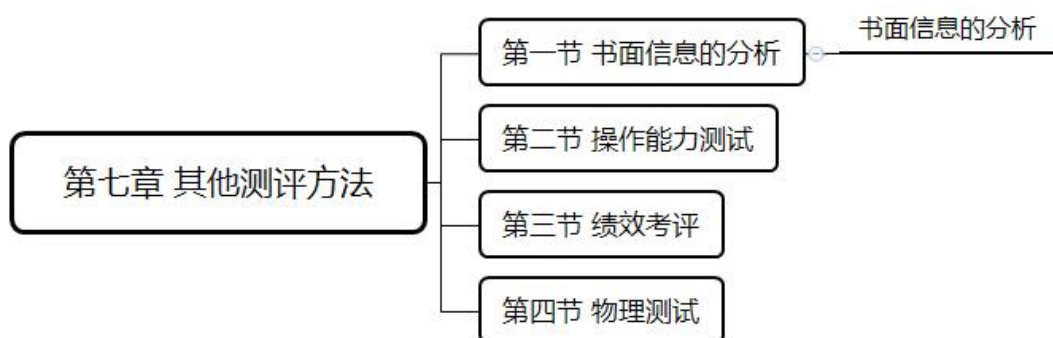 第七章 其他测评方法
第一节 书面信息的分析
书面信息的分析
第二节 操作能力测试
第三节 绩效考评
第四节 物理测试